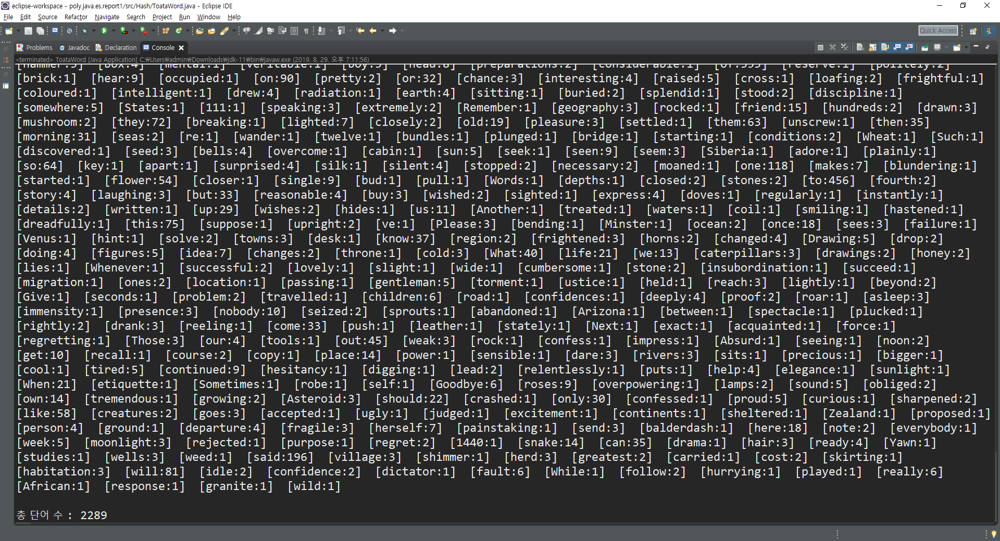 eclipse-workspace - poly.java.es.report1/src/Hash/ToataWord.java - Eclipse IDE
File Edit Source Refactor Navigate Search Project Run Window Help
Quick Access
Problems @ Javadoc Declaration Console
<terminated> ToataWord [Java Application] C:₩Users₩admin₩Downloads₩jdk-11₩bin₩javaw.exe (2019. 8. 29. 오후 7:11:56)
[hammer:3] [box:4] [mental:1] [veritable:1] [boy:3] [head:8] [preparations:2] [considerable:1] [of:555] [reserve:1] [politely:2]
[brick:1] [hear:9] [occupied:1] [on:90] [pretty:2] [or:32] [chance:3] [interesting:4] [raised:5] [cross:1] [loafing:2] [frightful:1]
[coloured:1] [intelligent:1] [drew:4] [radiation:1] [earth:4] [sitting:1] [buried:2] [splendid:1] [stood:2] [discipline:1]
[somewhere:5] [States:1] [111:1] [speaking:3] [extremely:2] [Remember:1] [geography:3] [rocked:1] [friend:15] [hundreds:2] [drawn:3]
[mushroom:2] [they:72] [breaking:1] [lighted:7] [closely:2] [old:19] [pleasure:3] [settled:1] [them:63] [unscrew:1] [then:35]
[morning:31] [seas:2] [re:1] [wander:1] [twelve:1] [bundles:1] [plunged:1] [bridge:1] [starting:1] [conditions:2] [Wheat:1] [Such:1]
[discovered:1] [seed:3] [bells:4] [overcome:1] [cabin:1] [sun:5] [seek:1] [seen:9] [seem:3] [Siberia:1] [adore:1] [plainly:1]
[so:64] [key:1] [apart:1] [surprised:4] [silk:1] [silent:4] [stopped:2] [necessary:2] [moaned:1] [one:118] [makes:7] [blundering:1]
[started:1] [flower:54] [closer:1] [single:9] [bud:1] [pull:1] [Words:1] [depths:1] [closed:2] [stones:2] [to:456] [fourth:2]
[story:4] [laughing:3] [but:33] [reasonable:4] [buy:3] [wished:2] [sighted:1] [express:4] [doves:1] [regularly:1] [instantly:1]
[details:2] [written:1] [up:29] [wishes:2] [hides:1] [us:11] [Another:1] [treated:1] [waters:1] [coil:1] [smiling:1] [hastened:1]
[dreadfully:1] [this:75] [suppose:1] [upright:2] [ve:1] [Please:3] [bending:1] [Minster:1] [ocean:2] [once:18] [sees:3] [failure:1]
[Venus:1] [hint:1] [solve:2] [towns:3] [desk:1] [know:37] [region:2] [frightened:3] [horns:2] [changed:4] [Drawing:5] [drop:2]
[doing:4] [figures:5] [idea:7] [changes:2] [throne:1] [cold:3] [What:40] [life:21] [we:13] [caterpillars:3] [drawings:2] [honey:2]
[lies:1] [Whenever:1] [successful:2] [lovely:1] [slight:1] [wide:1] [cumbersome:1] [stone:2] [insubordination:1] [succeed:1]
[migration:1] [ones:2] [location:1] [passing:1] [gentleman:5] [torment:1] [ustice:1] [held:1] [reach:3] [lightly:1] [beyond:2]
[Give:1] [seconds:1] [problem:2] [travelled:1] [children:6] [road:1] [confidences:1] [deeply:4] [proof:2] [roar:1] [asleep:3]
[immensity:1] [presence:3] [nobody:10] [seized:2] [sprouts:1] [abandoned:1] [Arizona:1] [between:1] [spectacle:1] [plucked:1]
[rightly:2] [drank:3] [reeling:1] [come:33] [push:1] [leather:1] [stately:1] [Next:1] [exact:1] [acquainted:1] [force:1]
[regretting:1] [Those:3] [our:4] [tools:1] [out:45] [weak:3] [rock:1] [confess:1] [impress:1] [Absurd:1] [seeing:1] [noon:2]
[get:10] [recall:1] [course:2] [copy:1] [place:14] [power:1] [sensible:1] [dare:3] [rivers:3] [sits:1] [precious:1] [bigger:1]
[cool:1] [tired:5] [continued:9] [hesitancy:1] [digging:1] [lead:2] [relentlessly:1] [puts:1] [help:4] [elegance:1] [sunlight:1]
[When:21] [etiquette:1] [Sometimes:1] [robe:1] [self:1] [Goodbye:6] [roses:9] [overpowering:1] [lamps:2] [sound:5] [obliged:2]
[own:14] [tremendous:1] [growing:2] [Asteroid:3] [should:22] [crashed:1] [only:30] [confessed:1] [proud:5] [curious:1] [sharpened:2]
[like:58] [creatures:2] [goes:3] [accepted:1] [ugly:1] [judged:1] [excitement:1] [continents:1] [sheltered:1] [Zealand:1] [proposed:1]
[person:4] [ground:1] [departure:4] [fragile:3] [herself:7] [painstaking:1] [send:3] [balderdash:1] [here:18] [note:2] [everybody:1]
[week:5] [moonlight:3] [rejected:1] [purpose:1] [regret:2] [1440:1] [snake:14] [can:35] [drama:1] [hair:3] [ready:4] [Yawn:1]
[studies:1] [wells:3] [weed:1] [said:196] [village:3] [shimmer:1] [herd:3] [greatest:2] [carried:1] [cost:2] [skirting:1]
[habitation:3] [will:81] [idle:2] [confidence:2] [dictator:1] [fault:6] [While:1] [follow:2] [hurrying:1] [played:1] [really:6]
[African:1] [response:1] [granite:1] [wild:1]
총 단어 수 : 2289